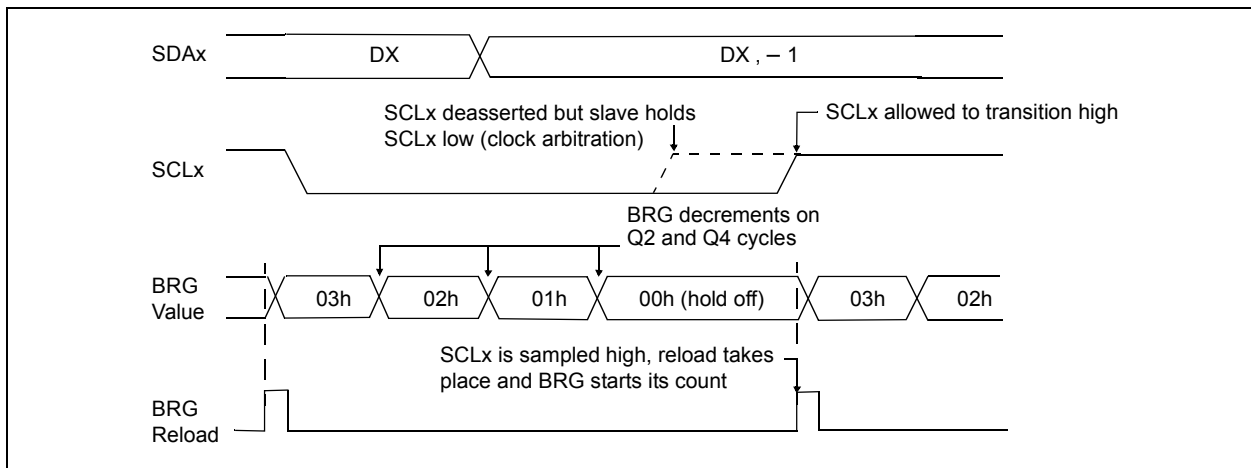 SDAx
DX
DX , – 1
SCLx deasserted but slave holds
SCLx low (clock arbitration)
SCLx allowed to transition high
SCLx
BRG decrements on
Q2 and Q4 cycles
BRG
Value
03h
02h
01h
00h (hold off)
03h
02h
SCLx is sampled high, reload takes
place and BRG starts its count
BRG
Reload